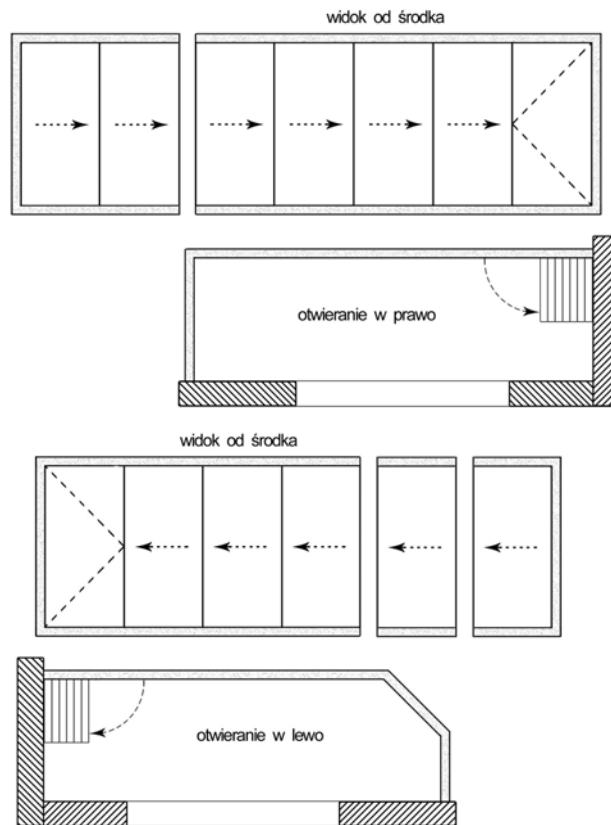 widok od środka
otwieranie w prawo
widok od środka
otwieranie w lewo